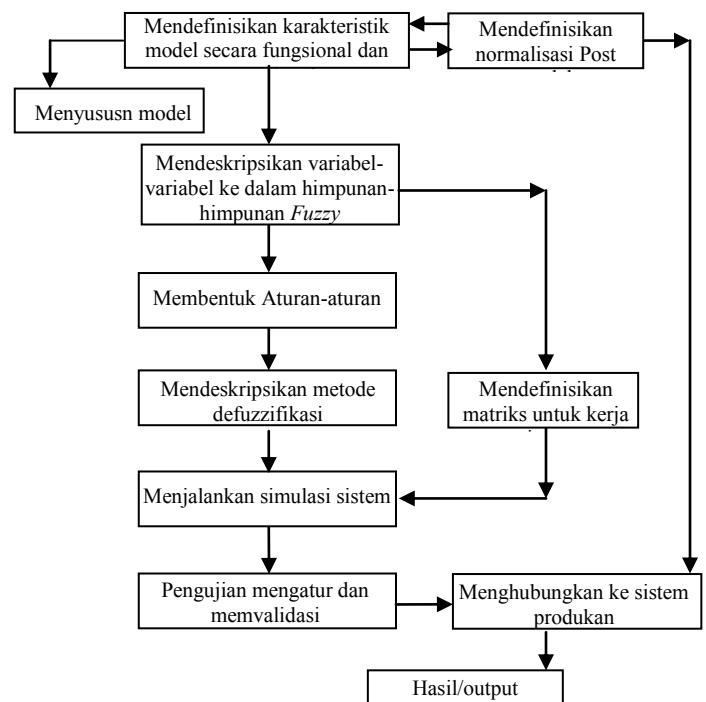 Mendefinisikan karakteristik
model secara fungsional dan
Mendefinisikan
normalisasi Post
Menyususn model
Mendeskripsikan variabel-
variabel ke dalam himpunan-
himpunan Fuzzy
Membentuk Aturan-aturan
Mendeskripsikan metode
defuzzifikasi
Mendefinisikan
matriks untuk kerja
Menjalankan simulasi sistem
Pengujian mengatur dan
memvalidasi
Menghubungkan ke sistem
produkan
Hasil/output